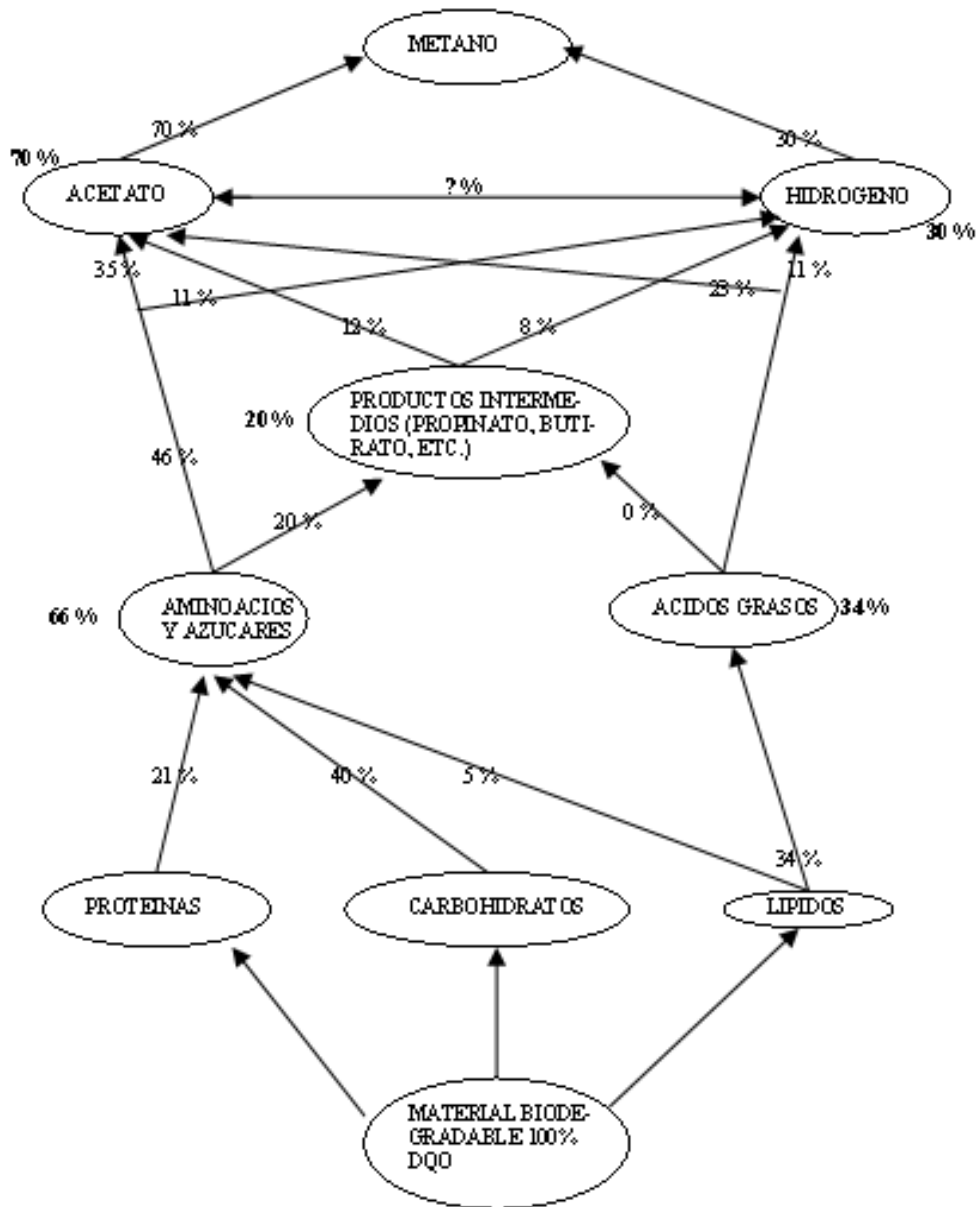 METANO
70 %
30 %
70 %
ACETATO
? %
HIDROGENO
30 %
35 %
11 %
11 %
23 %
12 %
8 %
20 %
PRODUCTOS INTERME-
DIOS (PROPINATO, BUTI-
RATO, ETC.)
46 %
20 %
0 %
66 %
AMINOACIOS
Y AZUCARES
ACIDOS GRASOS
34 %
21 %
40 %
5 %
34 %
PROTEINAS
CARBOHIDRATOS
LIPIDOS
MATERIAL BIODE-
GRADABLE 100%
DQO